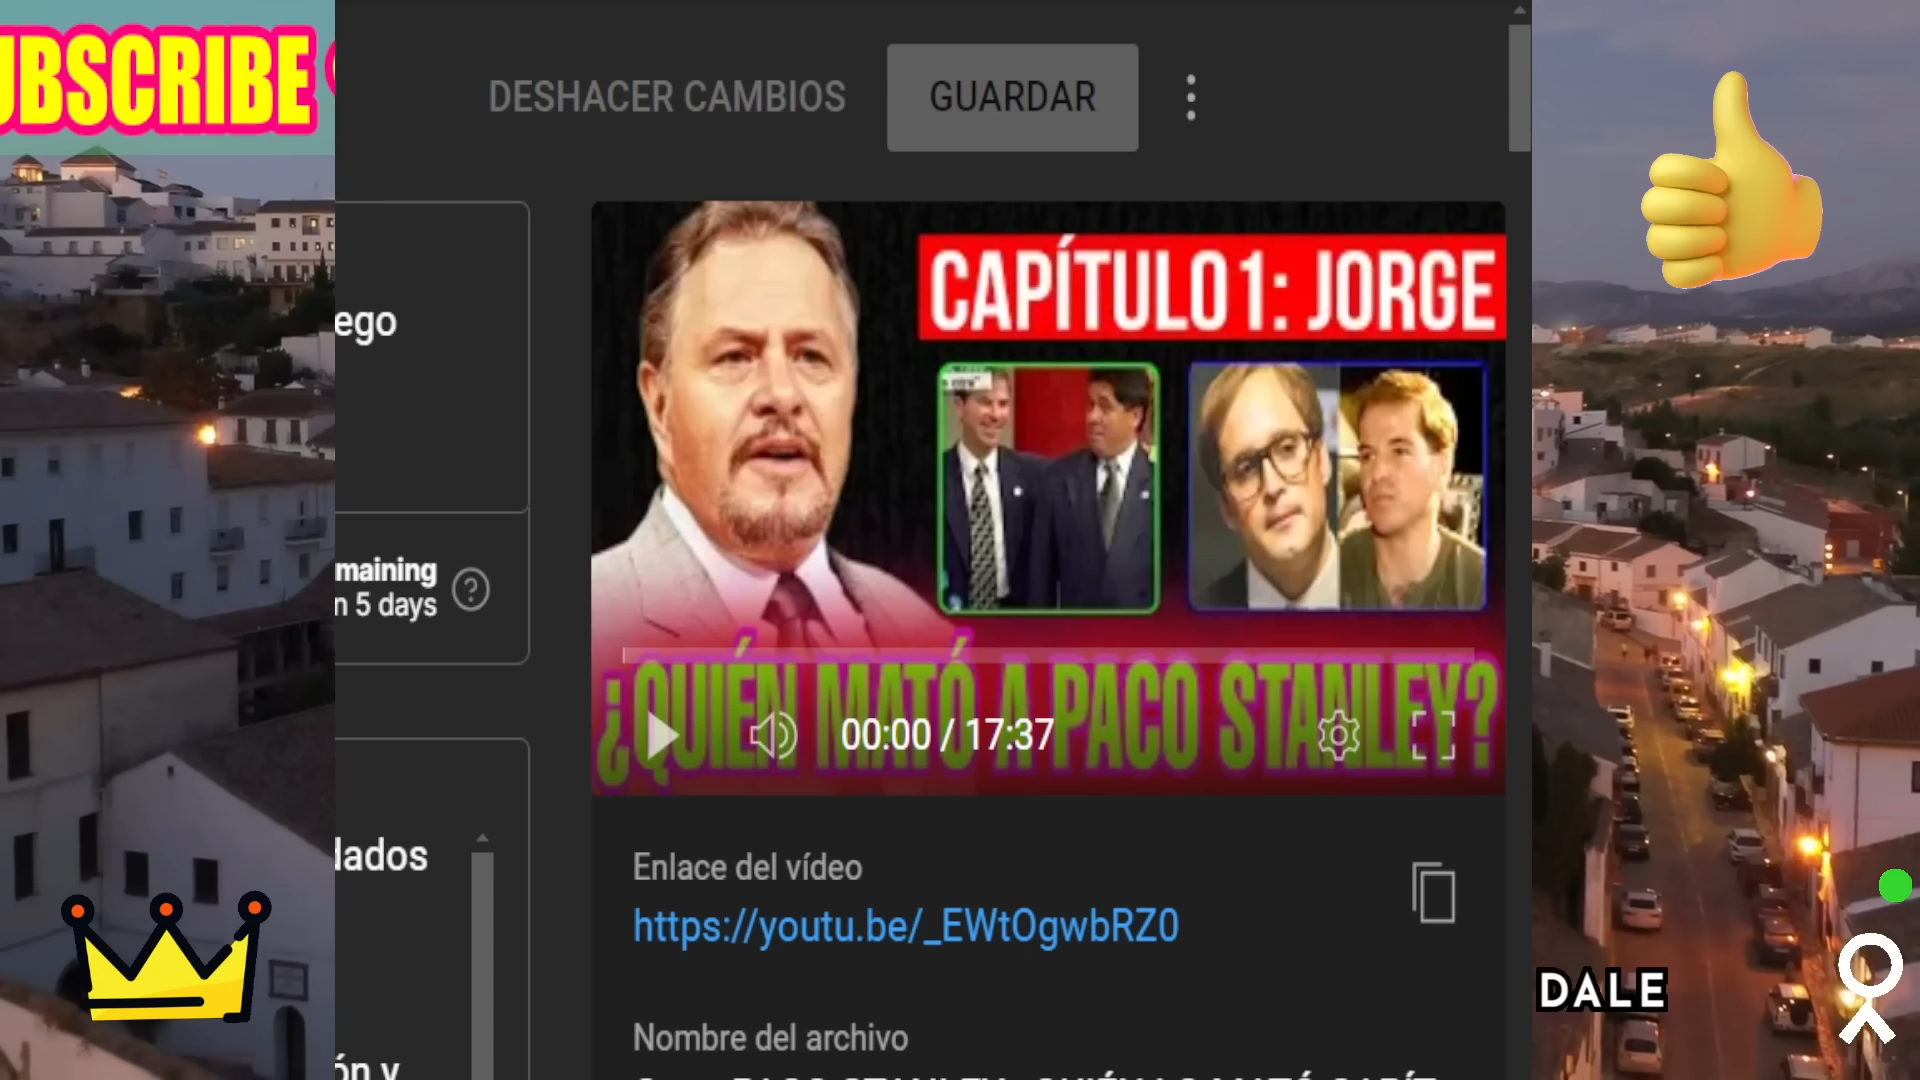 UBSCRIBE
DESHACER CAMBIOS
GUARDAR
ego
CAPÍTULO 1: JORGE
maining
n 5 days
¿QUIÉN MATÓ A PACO STANLEY?
00:00 / 17:37
dados
Enlace del vídeo
https://youtu.be/_EWtOgwbRZ0
DALE
Nombre del archivo
ón y